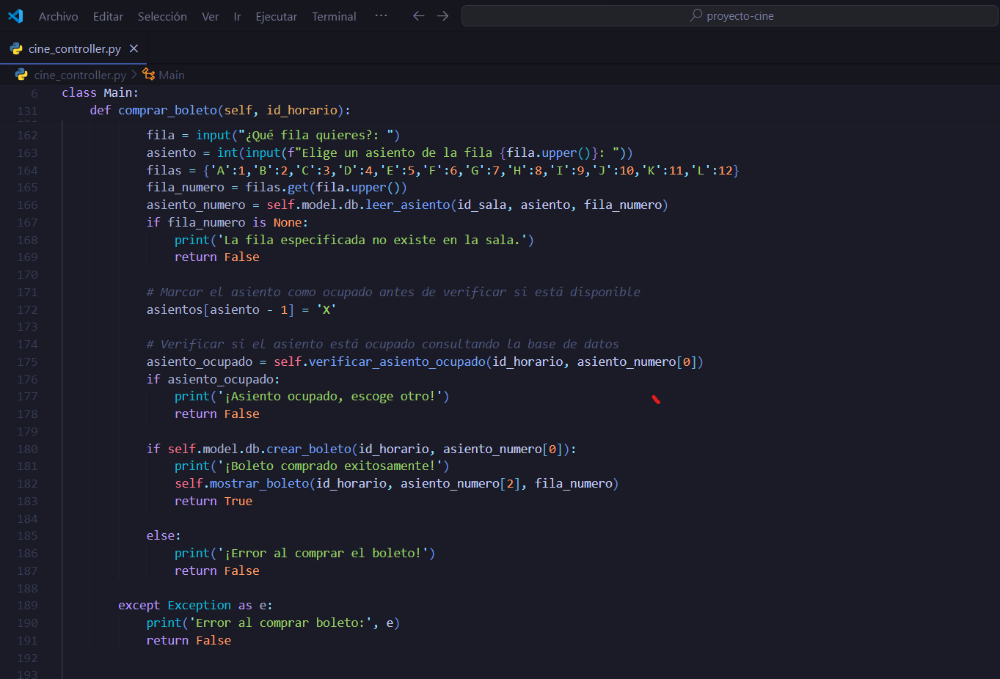 Archivo Editar Selección Ver Ir Ejecutar Terminal ··· proyecto-cine
cine_controller.py
cine_controller.py > Main
6 class Main:
131 def comprar_boleto(self, id_horario):
162 fila = input("¿Qué fila quieres?: ")
163 asiento = int(input(f"Elige un asiento de la fila {fila.upper()}: "))
164 filas = {'A':1,'B':2,'C':3,'D':4,'E':5,'F':6,'G':7,'H':8,'I':9,'J':10,'K':11,'L':12}
165 fila_numero = filas.get(fila.upper())
166 asiento_numero = self.model.db.leer_asiento(id_sala, asiento, fila_numero)
167 if fila_numero is None:
168 print('La fila especificada no existe en la sala.')
169 return False
170
171 # Marcar el asiento como ocupado antes de verificar si está disponible
172 asientos[asiento - 1] = 'X'
173
174 # Verificar si el asiento está ocupado consultando la base de datos
175 asiento_ocupado = self.verificar_asiento_ocupado(id_horario, asiento_numero[0])
176 if asiento_ocupado:
177 print('¡Asiento ocupado, escoge otro!')
178 return False
179
180 if self.model.db.crear_boleto(id_horario, asiento_numero[0]):
181 print('¡Boleto comprado exitosamente!')
182 self.mostrar_boleto(id_horario, asiento_numero[2], fila_numero)
183 return True
184
185 else:
186 print('¡Error al comprar el boleto!')
187 return False
188
189 except Exception as e:
190 print('Error al comprar boleto:', e)
191 return False
192
193